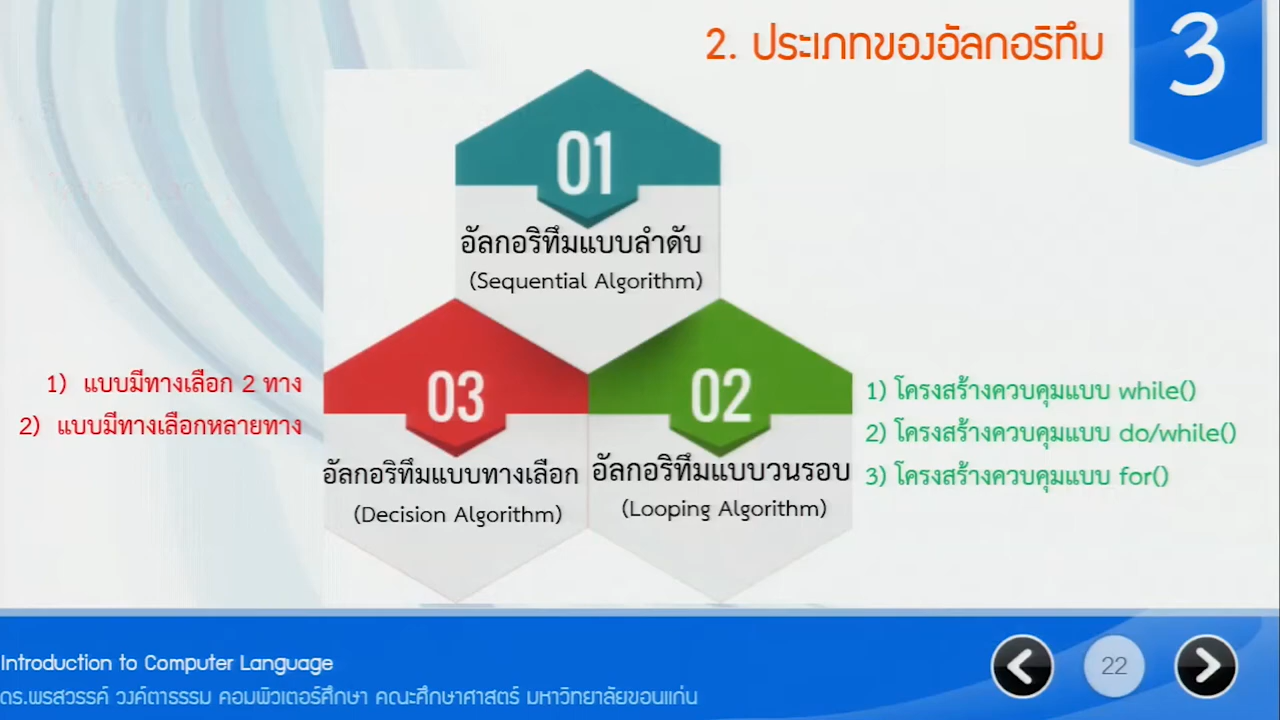 2. ประเภทของอัลกอริทึม
3
01
อัลกอริทึมแบบลำดับ
(Sequential Algorithm)
03
อัลกอริทึมแบบทางเลือก
(Decision Algorithm)
1) แบบมีทางเลือก 2 ทาง
2) แบบมีทางเลือกหลายทาง
02
อัลกอริทึมแบบวนรอบ
(Looping Algorithm)
1) โครงสร้างควบคุมแบบ while()
2) โครงสร้างควบคุมแบบ do/while()
3) โครงสร้างควบคุมแบบ for()
Introduction to Computer Language
ดร.พรสวรรค์ วงค์ตาธรรม คอมพิวเตอร์ศึกษา คณะศึกษาศาสตร์ มหาวิทยาลัยขอนแก่น
22